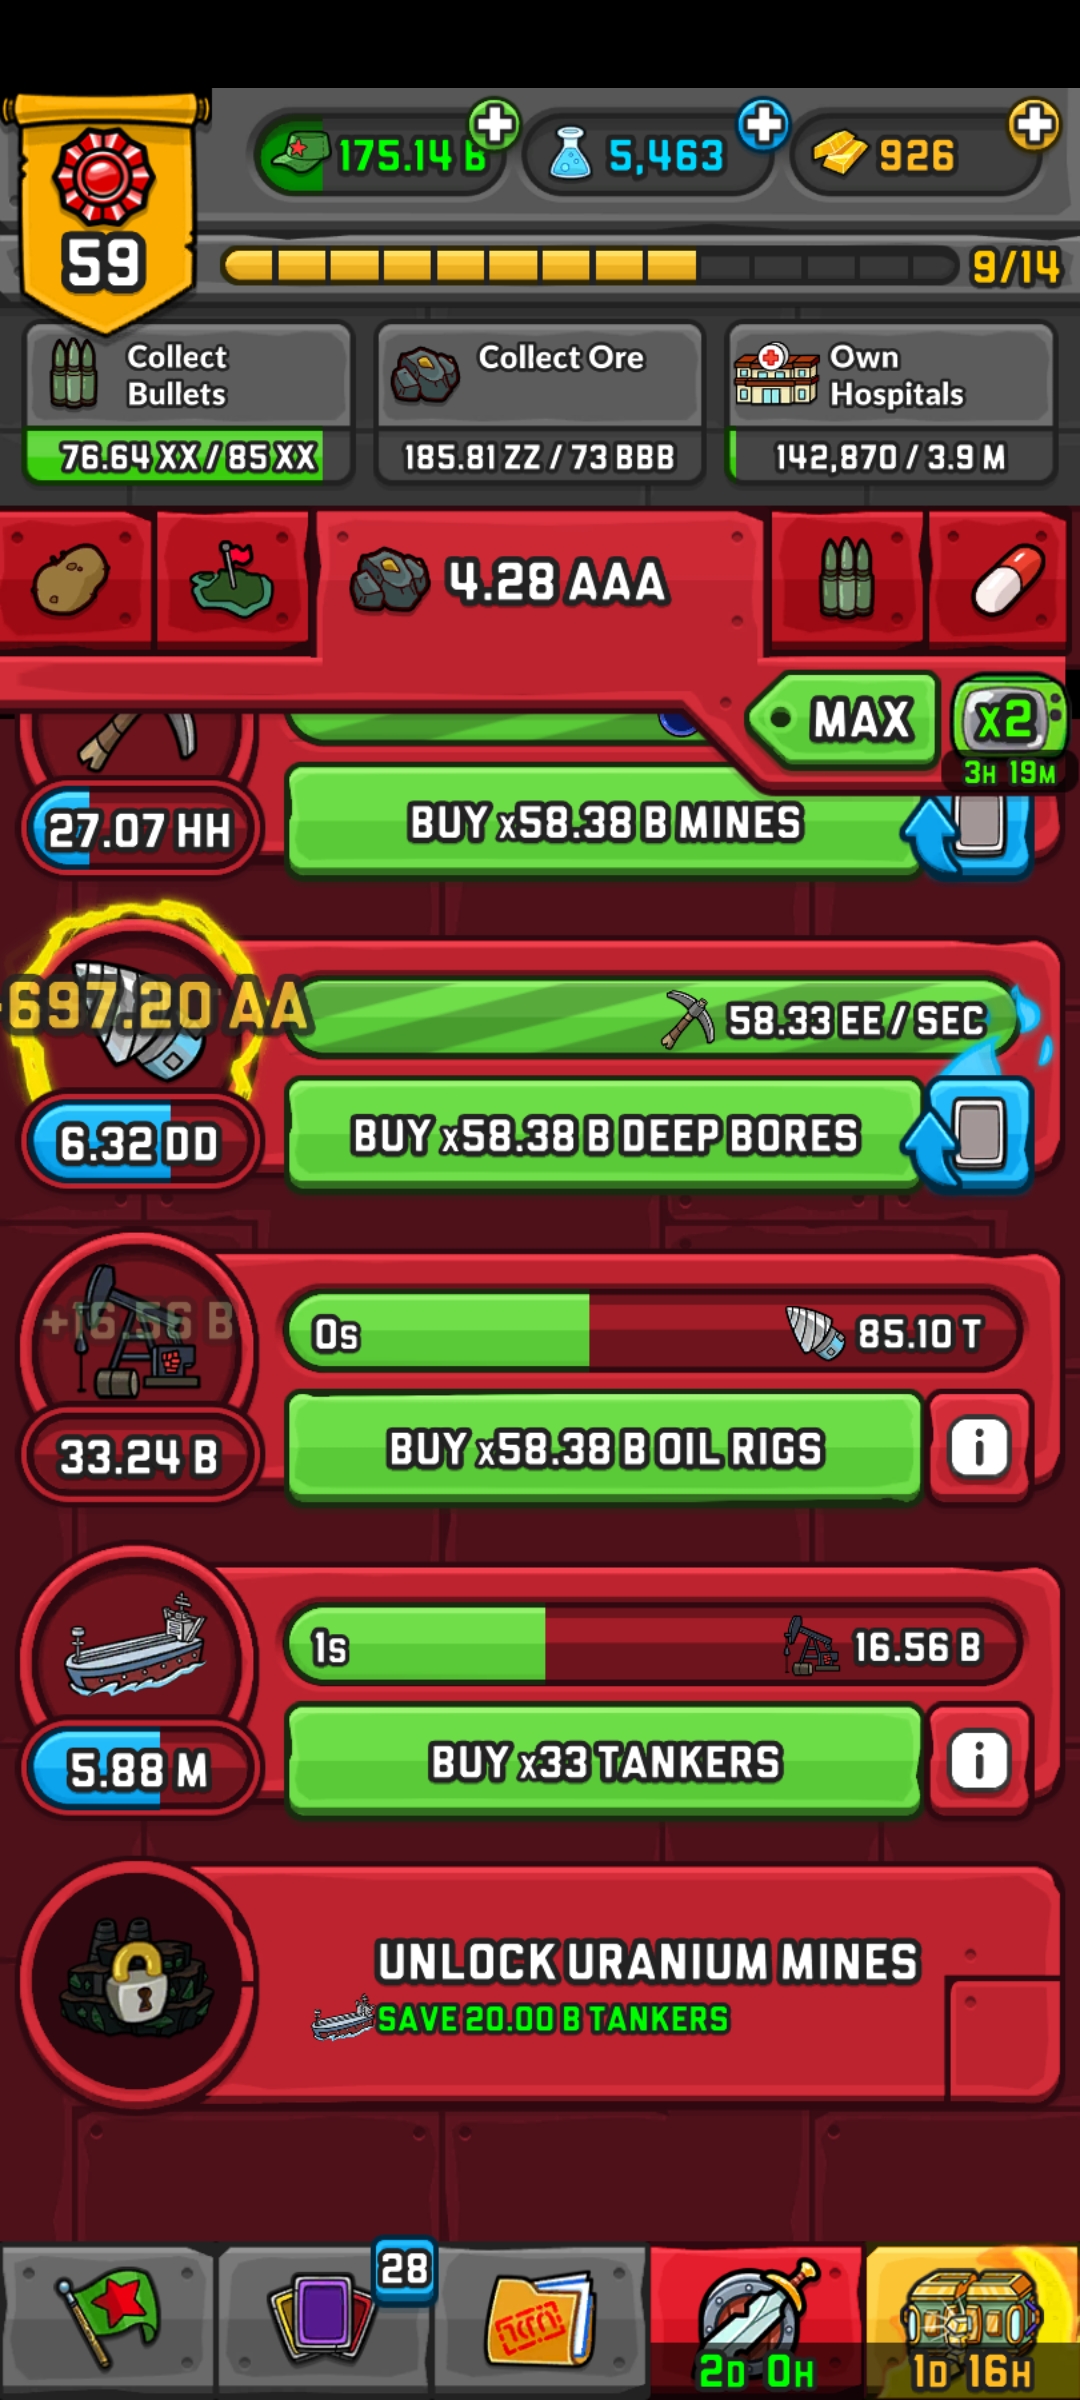 175.14 B
5,463
926
59
9/14
Collect
Bullets
76.64 XX / 85 XX
Collect Ore
185.81 ZZ / 73 BBB
Own
Hospitals
142,870 / 3.9 M
4.28 AAA
MAX
x2
3H 19M
27.07 HH
BUY x58.38 B MINES
697.20 AA
58.33 EE / SEC
6.32 DD
BUY x58.38 B DEEP BORES
+16.56 B
0s
85.10 T
33.24 B
BUY x58.38 B OIL RIGS
i
1s
16.56 B
5.88 M
BUY x33 TANKERS
i
UNLOCK URANIUM MINES
SAVE 20.00 B TANKERS
28
2D 0H
1D 16H